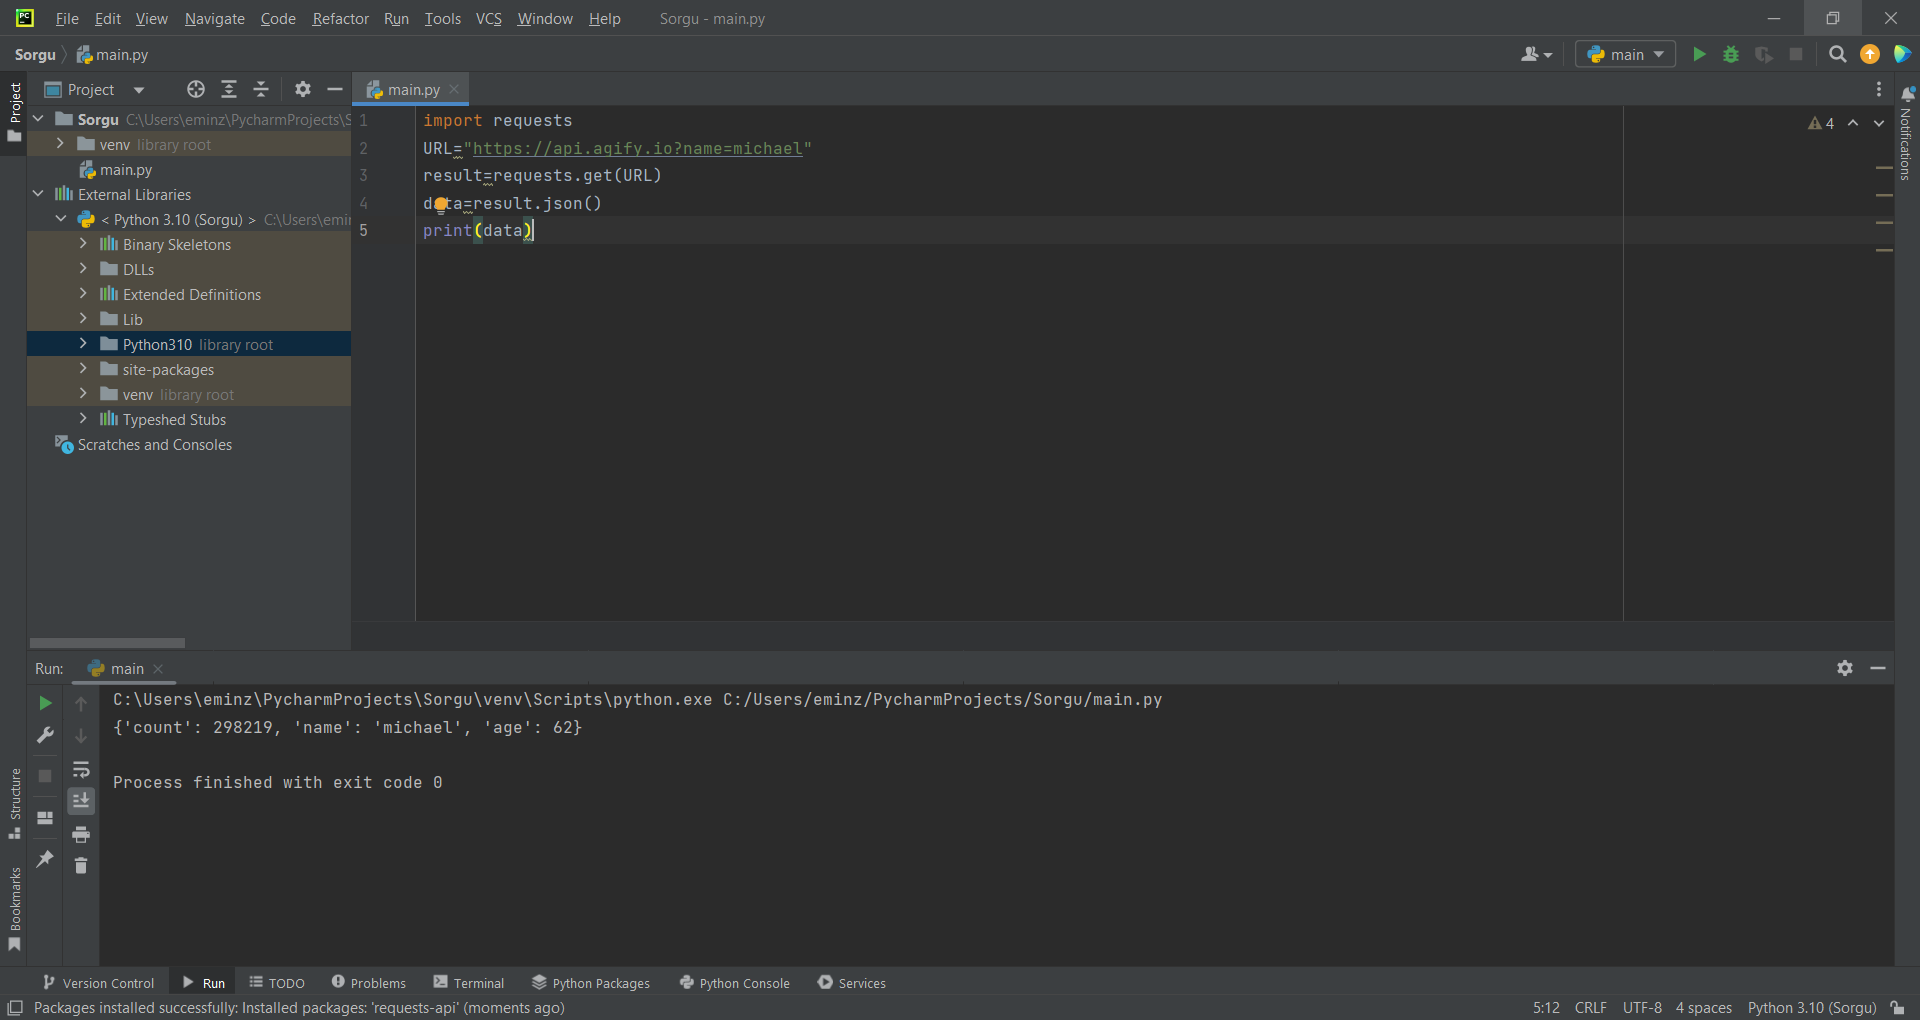 PC
File Edit View Navigate Code Refactor Run Tools VCS Window Help Sorgu - main.py
Sorgu main.py
main
Project
main.py
Project
Sorgu C:\Users\eminz\PycharmProjects\S
venv library root
main.py
External Libraries
< Python 3.10 (Sorgu) > C:\Users\emin
Binary Skeletons
DLLs
Extended Definitions
Lib
Python310 library root
site-packages
venv library root
Typeshed Stubs
Scratches and Consoles
1 import requests
2 URL="https://api.agify.io?name=michael"
3 result=requests.get(URL)
4 data=result.json()
5 print(data)
4
Notifications
Run: main
C:\Users\eminz\PycharmProjects\Sorgu\venv\Scripts\python.exe C:/Users/eminz/PycharmProjects/Sorgu/main.py
{'count': 298219, 'name': 'michael', 'age': 62}
Process finished with exit code 0
Structure
Bookmarks
Version Control Run TODO Problems Terminal Python Packages Python Console Services
Packages installed successfully: Installed packages: 'requests-api' (moments ago) 5:12 CRLF UTF-8 4 spaces Python 3.10 (Sorgu)